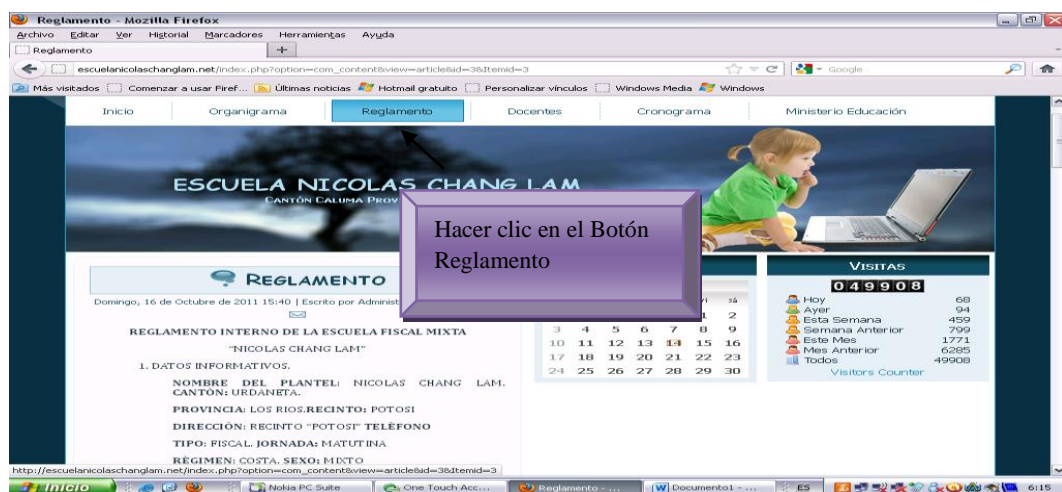 Reglamento - Mozilla Firefox
Archivo Editar Ver Historial Marcadores Herramientas Ayuda
Reglamento
escuelanicolaschanglam.net/index.php?option=com_content&view=article&id=3&Itemid=3
Google
Más visitados Comenzar a usar Firef... Últimas noticias Hotmail gratuito Personalizar vínculos Windows Media Windows
Inicio Organigrama Reglamento Docentes Cronograma Ministerio Educación
ESCUELA NICOLAS CHANG LAM
CANTÓN CALUMA PROV
Hacer clic en el Botón
Reglamento
REGLAMENTO
Domingo, 16 de Octubre de 2011 15:40 | Escrito por Administ
REGLAMENTO INTERNO DE LA ESCUELA FISCAL MIXTA
"NICOLAS CHANG LAM"
1. DATOS INFORMATIVOS.
NOMBRE DEL PLANTEL: NICOLAS CHANG LAM.
CANTÓN: URDANETA.
PROVINCIA: LOS RIOS.RECINTO: POTOSI
DIRECCIÓN: RECINTO "POTOSI" TELÉFONO
TIPO: FISCAL. JORNADA: MATUTINA
RÉGIMEN: COSTA. SEXO: MIXTO
vi sá
1 2
3 4 5 6 7 8 9
10 11 12 13 14 15 16
17 18 19 20 21 22 23
24 25 26 27 28 29 30
VISITAS
049908
Hoy 68
Ayer 94
Esta Semana 459
Semana Anterior 799
Este Mes 1771
Mes Anterior 6285
Todos 49908
Visitors Counter
http://escuelanicolaschanglam.net/index.php?option=com_content&view=article&id=3&Itemid=3
Inicio Nokia PC Suite One Touch Acc... Reglamento - ... Documento1 - ... ES 6:15